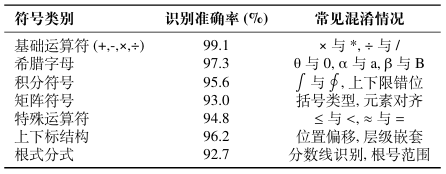 符号类别 识别准确率 (%) 常见混淆情况
基础运算符 (+,-,×,÷) 99.1 × 与 *, ÷ 与 /
希腊字母 97.3 θ 与 0, α 与 a, β 与 B
积分符号 95.6 ∫ 与 ∮, 上下限错位
矩阵符号 93.0 括号类型, 元素对齐
特殊运算符 94.8 ≤ 与 <, ≈ 与 =
上下标结构 96.2 位置偏移, 层级嵌套
根式分式 92.7 分数线识别, 根号范围